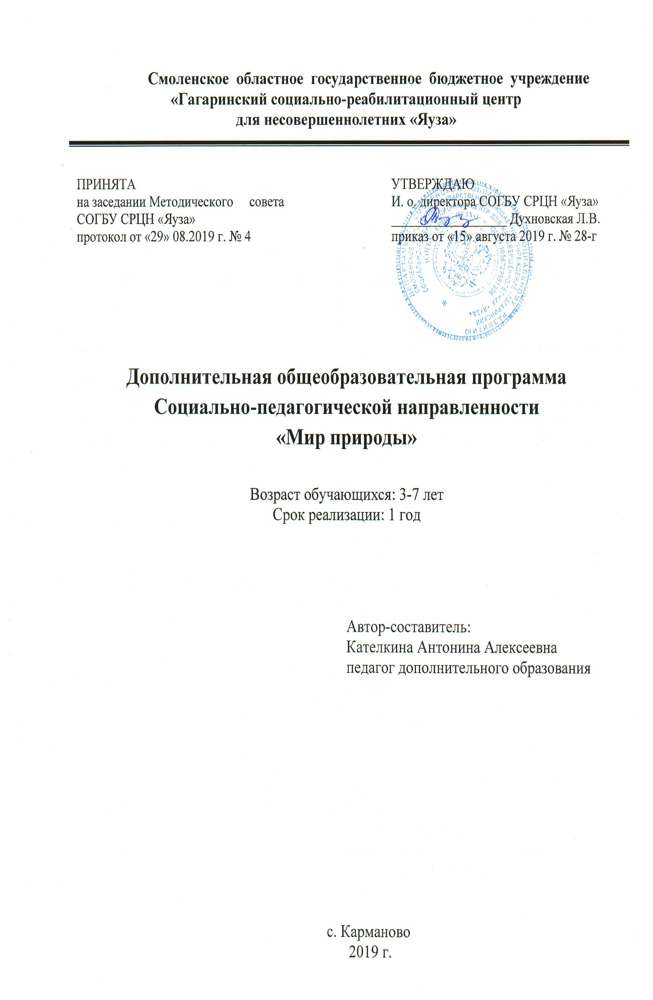 Смоленское областное государственное бюджетное учреждение
«Гагаринский социально-реабилитационный центр
для несовершеннолетних «Яуза»
ПРИНЯТА
на заседании Методического совета
СОГБУ СРЦН «Яуза»
протокол от «29» 08.2019 г. № 4
УТВЕРЖДАЮ
И. о. директора СОГБУ СРЦН «Яуза»
Духновская Л.В.
приказ от «15» августа 2019 г. № 28-г
Дополнительная общеобразовательная программа
Социально-педагогической направленности
«Мир природы»
Возраст обучающихся: 3-7 лет
Срок реализации: 1 год
Автор-составитель:
Кателкина Антонина Алексеевна
педагог дополнительного образования
с. Карманово
2019 г.